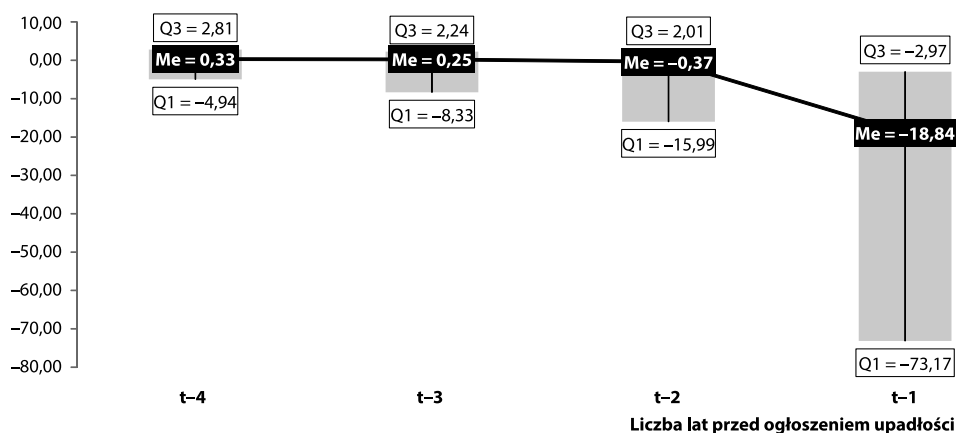 10,00
0,00
−10,00
−20,00
−30,00
−40,00
−50,00
−60,00
−70,00
−80,00
Q3 = 2,81
Me = 0,33
Q1 = −4,94
Q3 = 2,24
Me = 0,25
Q1 = −8,33
Q3 = 2,01
Me = −0,37
Q1 = −15,99
Q3 = −2,97
Me = −18,84
Q1 = −73,17
t−4 t−3 t−2 t−1
Liczba lat przed ogłoszeniem upadłości